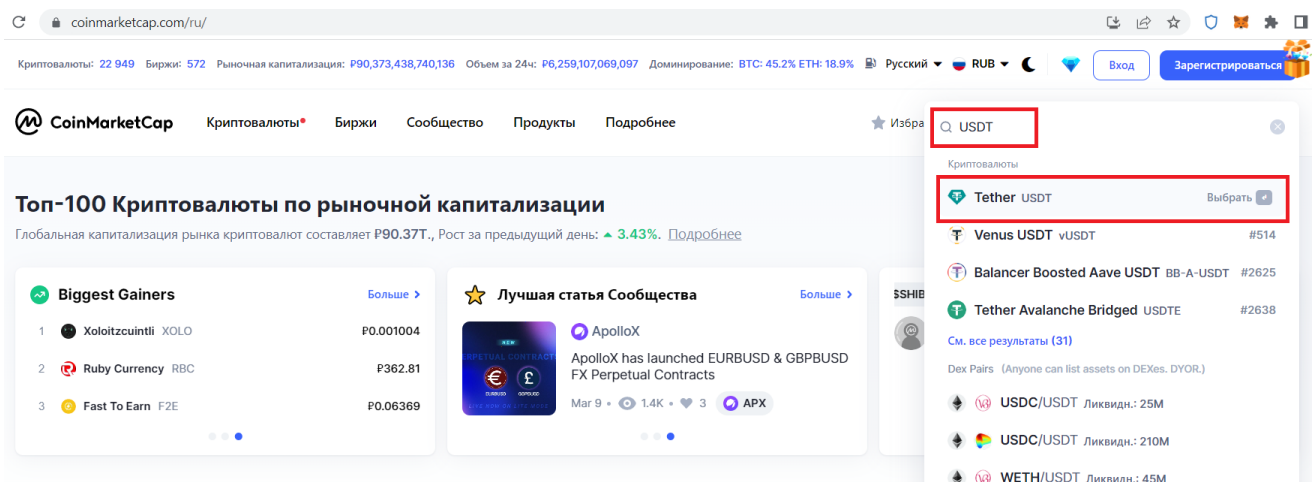 coinmarketcap.com/ru/
Криптовалюты: 22 949 Биржи: 572 Рыночная капитализация: ₽90,373,438,740,136 Объем за 24ч: ₽6,259,107,069,097 Доминирование: BTC: 45.2% ETH: 18.9% Русский RUB Вход Зарегистрироваться
CoinMarketCap Криптовалюты Биржи Сообщество Продукты Подробнее Избра USDT
Криптовалюты
Tether USDT Выбрать
Venus USDT vUSDT #514
Balancer Boosted Aave USDT BB-A-USDT #2625
Tether Avalanche Bridged USDTE #2638
См. все результаты (31)
Dex Pairs (Anyone can list assets on DEXes. DYOR.)
USDC/USDT Ликвидн.: 25M
USDC/USDT Ликвидн.: 210M
WETH/USDT Ликвидн.: 45M
Топ-100 Криптовалюты по рыночной капитализации
Глобальная капитализация рынка криптовалют составляет ₽90.37T., Рост за предыдущий день: 3.43%. Подробнее
Biggest Gainers Больше
1 Xoloitzcuintli XOLO ₽0.001004
2 Ruby Currency RBC ₽362.81
3 Fast To Earn F2E ₽0.06369
Лучшая статья Сообщества Больше
NEW
PERPETUAL CONTRACT
EURBUSD GBPBUSD
ApolloX
ApolloX has launched EURBUSD & GBPBUSD
FX Perpetual Contracts
Mar 9 • 1.4K • 3 APX
$SHIB